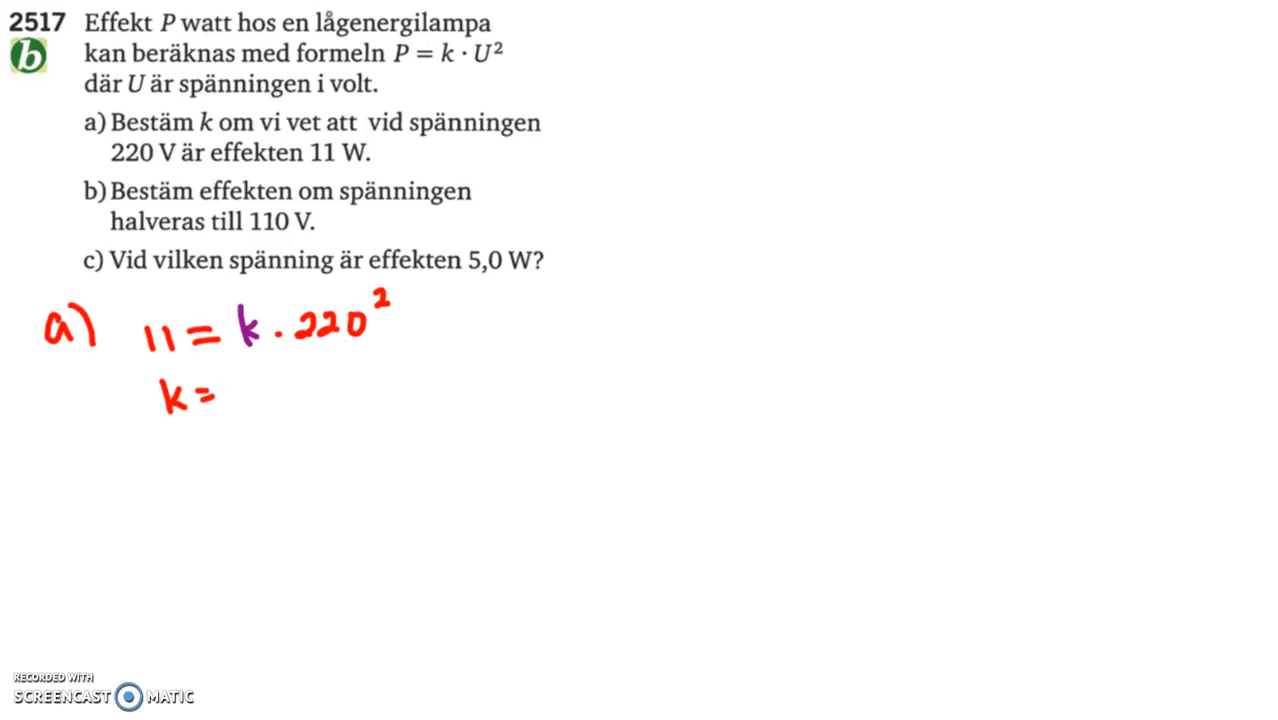 2517 Effekt P watt hos en lågenergilampa
b kan beräknas med formeln P = k · U²
där U är spänningen i volt.
a) Bestäm k om vi vet att vid spänningen
220 V är effekten 11 W.
b) Bestäm effekten om spänningen
halveras till 110 V.
c) Vid vilken spänning är effekten 5,0 W?
a) 11 = k · 220²
k =
RECORDED WITH
SCREENCAST MATIC